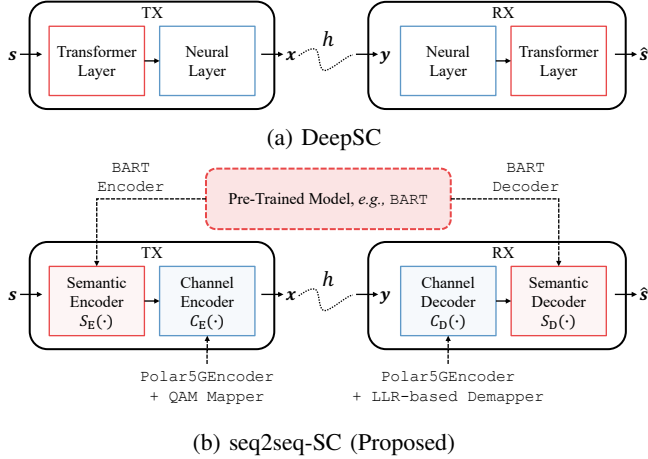 TX
RX
s
Transformer Layer
Neural Layer
x
h
y
Neural Layer
Transformer Layer
ŝ
(a) DeepSC
BART Encoder
Pre-Trained Model, e.g., BART
BART Decoder
TX
RX
s
Semantic Encoder
S_E(·)
Channel Encoder
C_E(·)
x
h
y
Channel Decoder
C_D(·)
Semantic Decoder
S_D(·)
ŝ
Polar5GEncoder
+ QAM Mapper
Polar5GEncoder
+ LLR-based Demapper
(b) seq2seq-SC (Proposed)